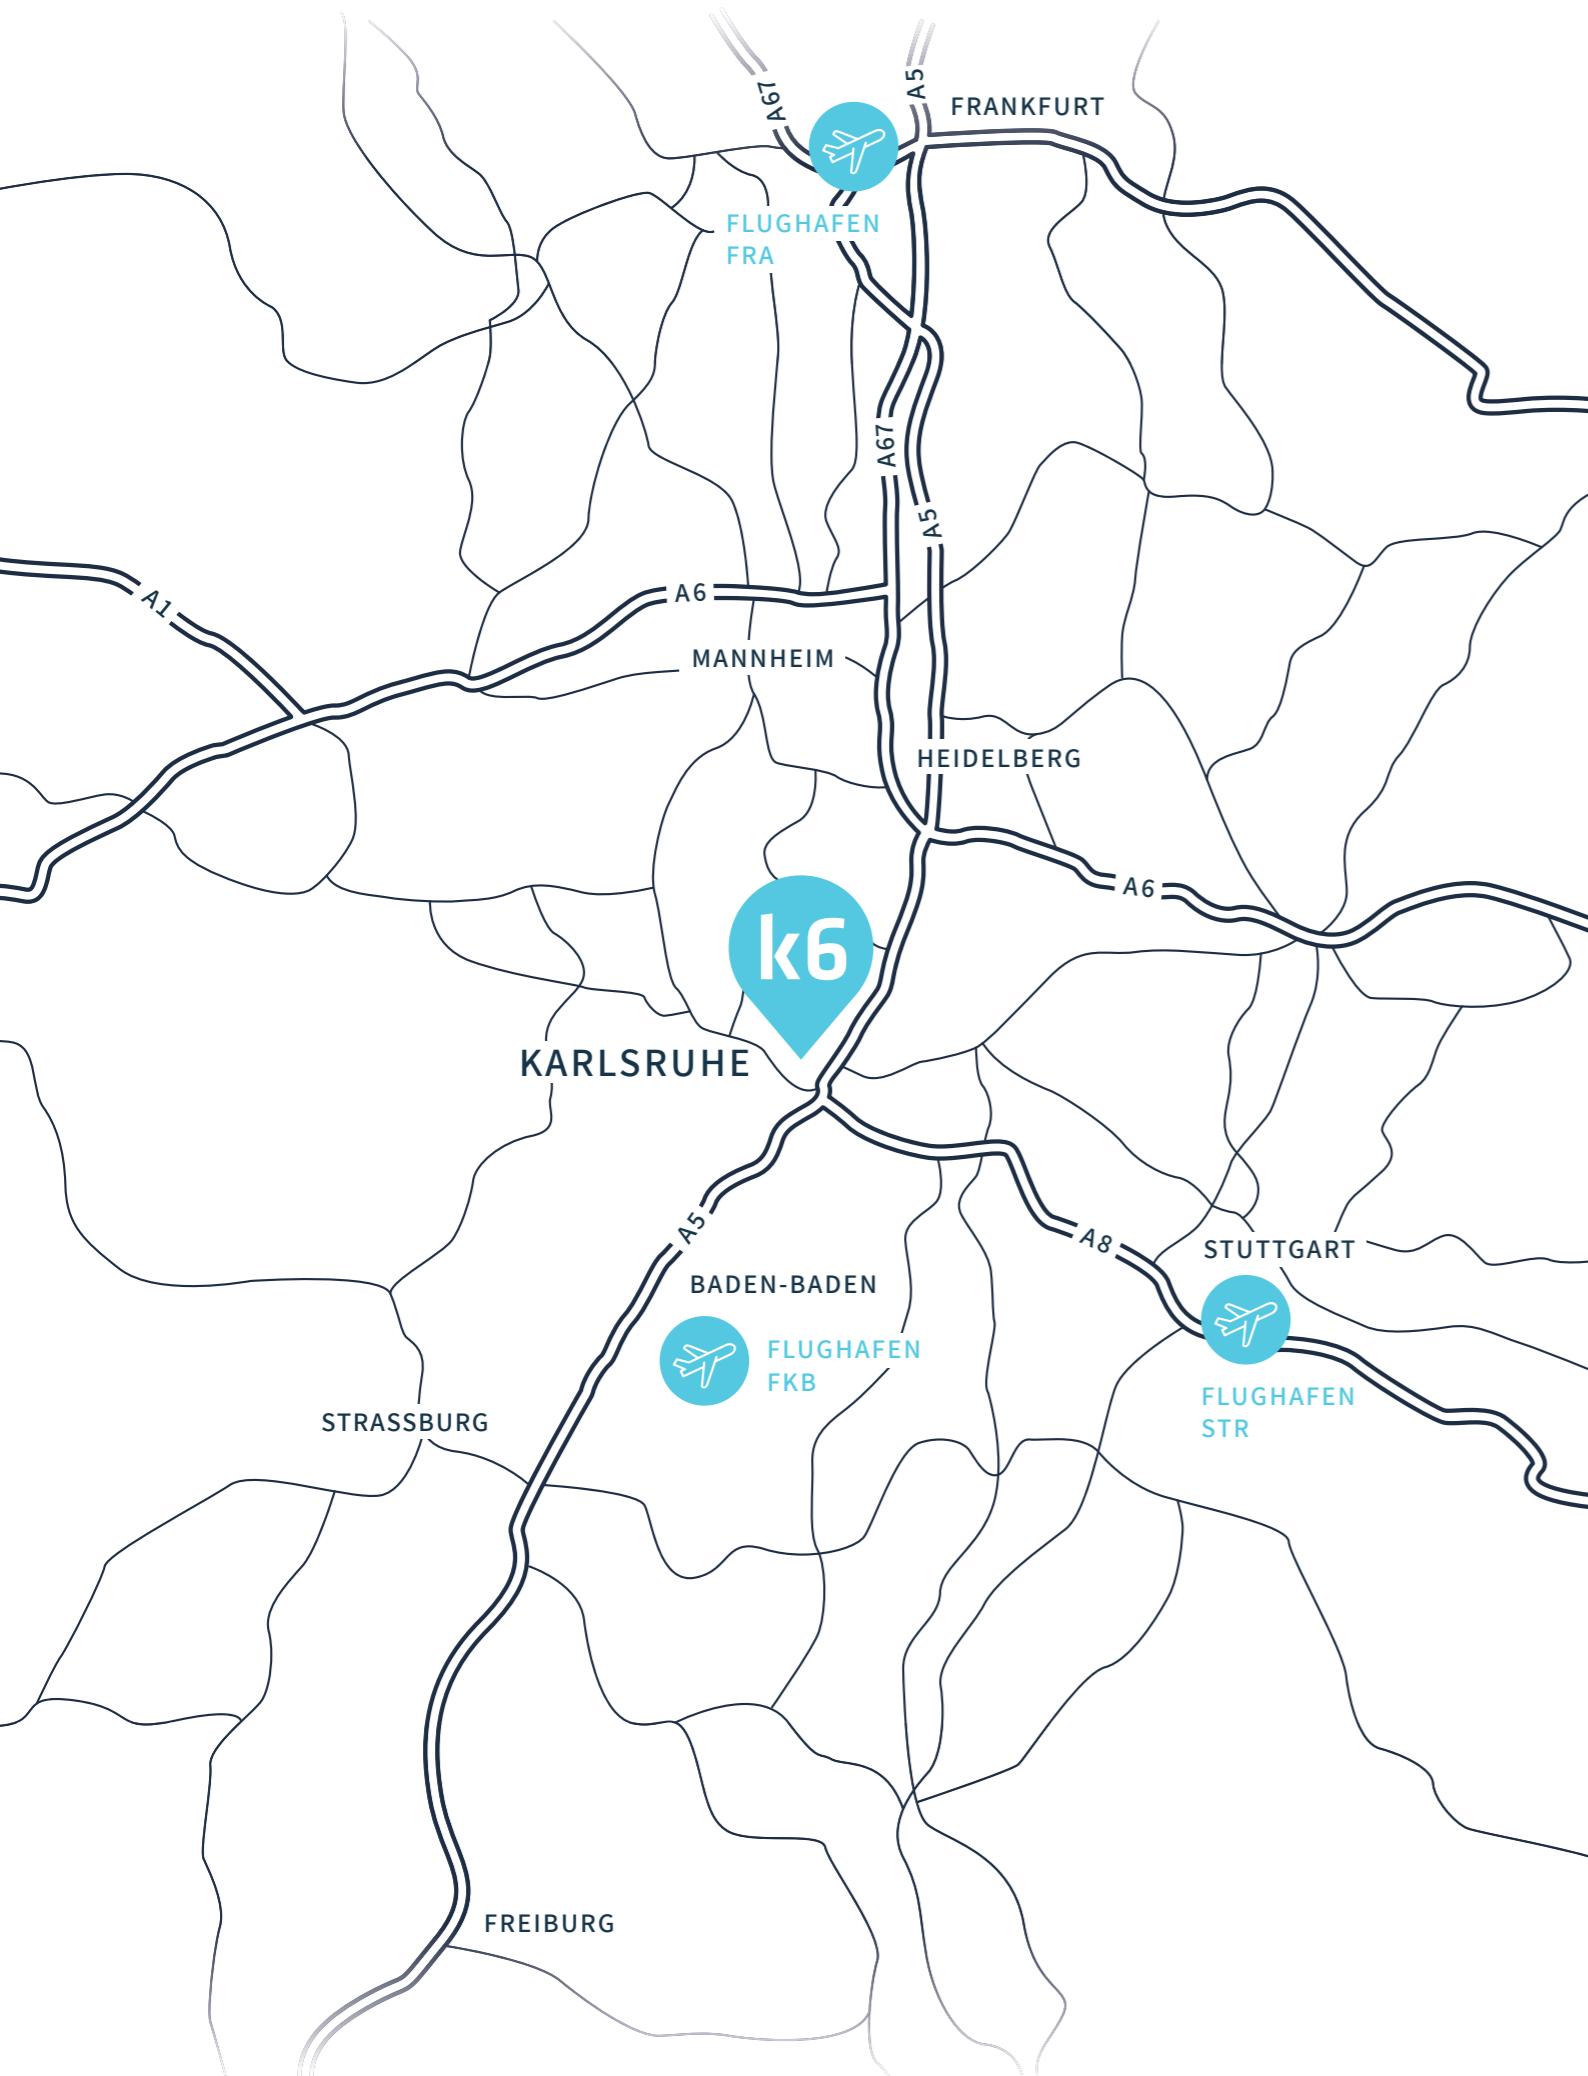 A67
A5
FRANKFURT
FLUGHAFEN
FRA
A67
A5
A1
A6
MANNHEIM
HEIDELBERG
A6
k6
KARLSRUHE
A5
A8
STUTTGART
BADEN-BADEN
FLUGHAFEN
FKB
FLUGHAFEN
STR
STRASSBURG
FREIBURG